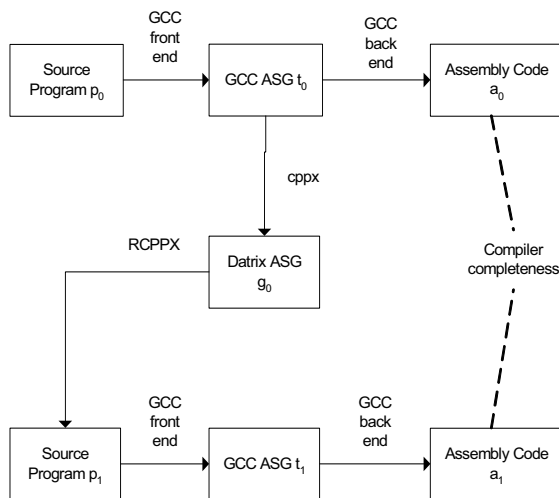 GCC
front
end
GCC
back
end
Source
Program p0
GCC ASG t0
Assembly Code
a0
cppx
RCPPX
Datrix ASG
g0
Compiler
completeness
GCC
front
end
GCC
back
end
Source
Program p1
GCC ASG t1
Assembly Code
a1